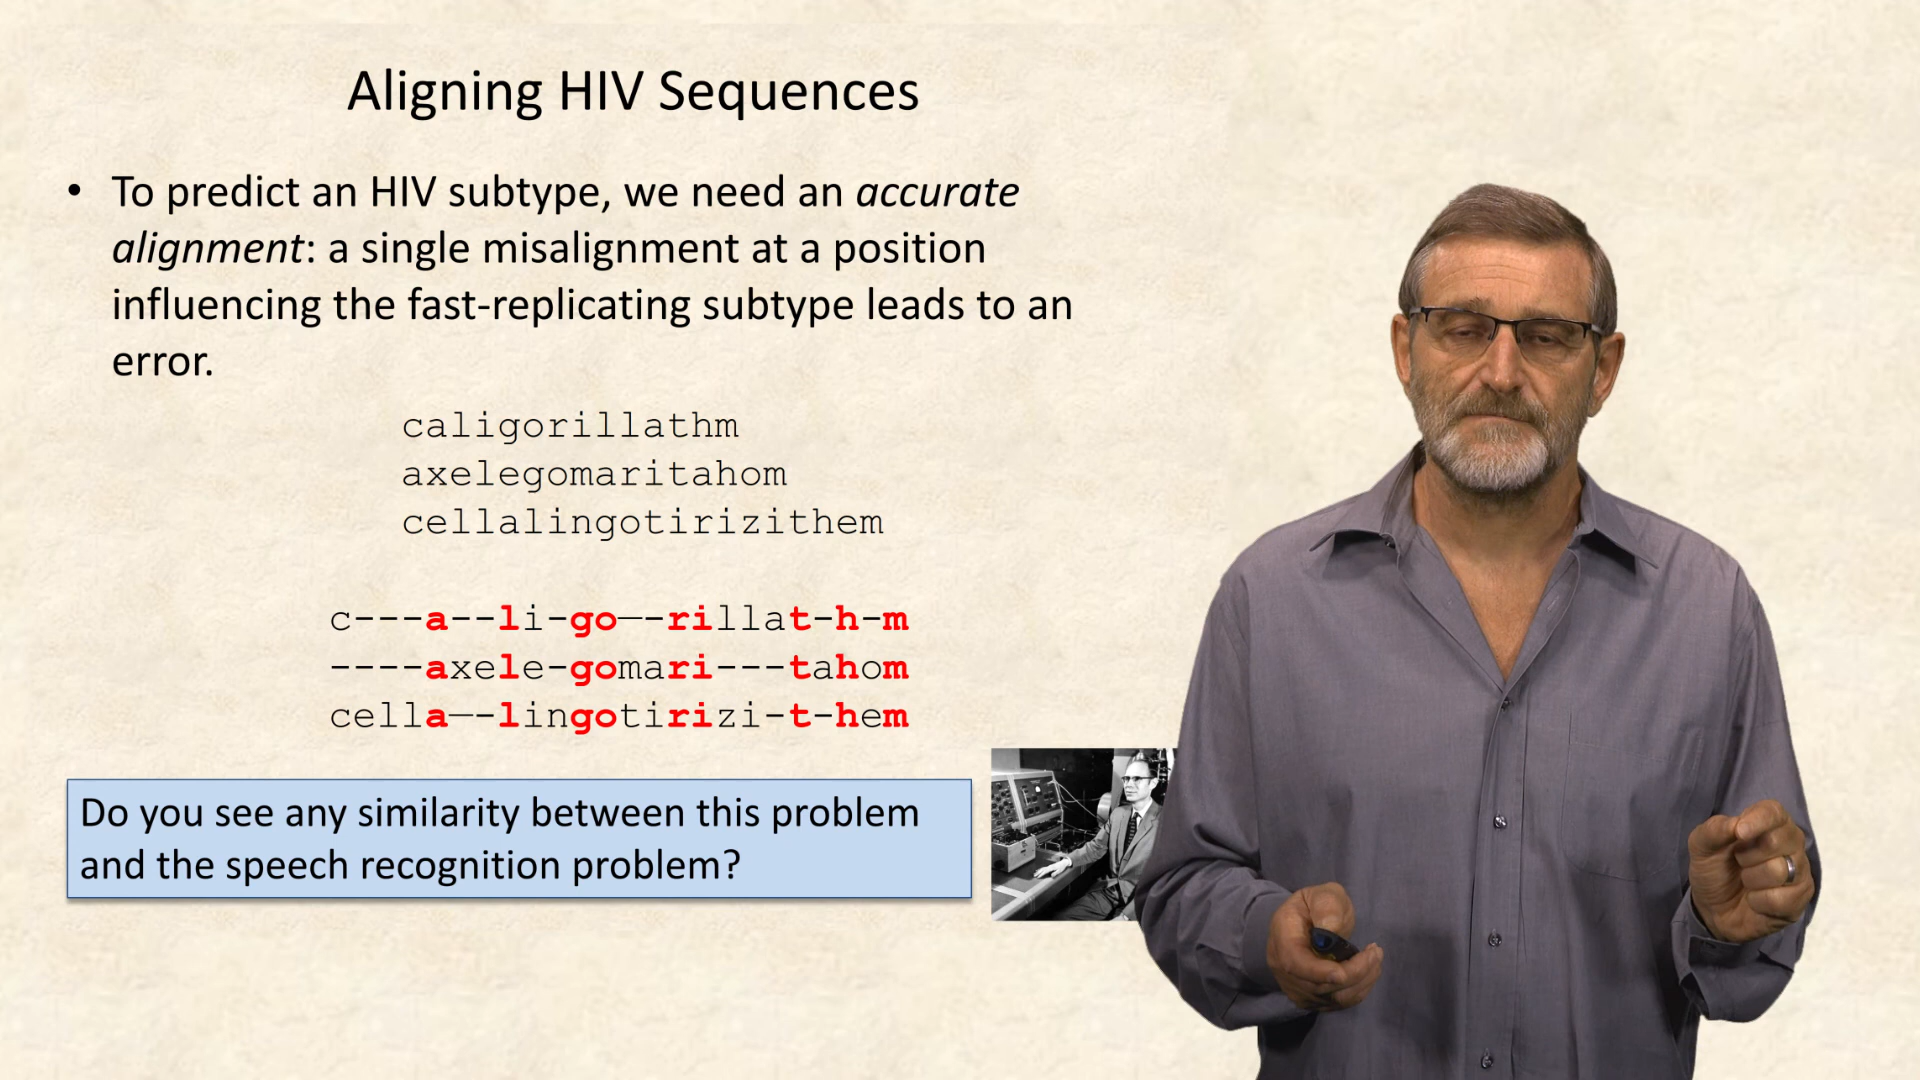 Aligning HIV Sequences
• To predict an HIV subtype, we need an accurate
alignment: a single misalignment at a position
influencing the fast-replicating subtype leads to an
error.
caligorillathm
axelegomaritahom
cellalingotirizithem
c---a--li-go—-rillat-h-m
----axele-gomari---tahom
cella—-lingotirizi-t-hem
Do you see any similarity between this problem
and the speech recognition problem?